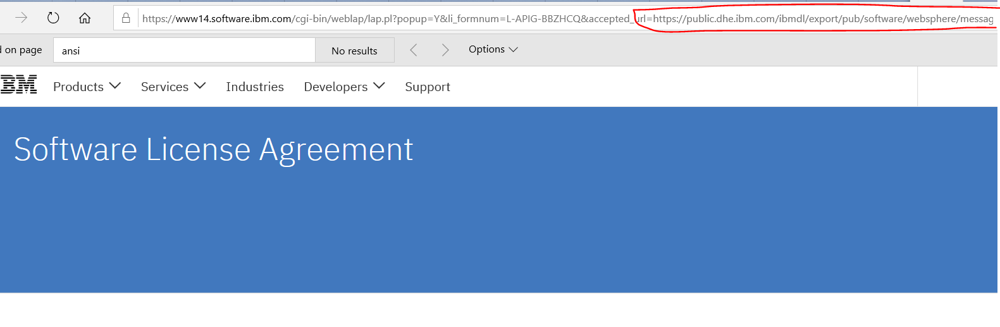 https://www14.software.ibm.com/cgi-bin/weblap/lap.pl?popup=Y&li_formnum=L-APIG-BBZHCQ&accepted_url=https://public.dhe.ibm.com/ibmdl/export/pub/software/websphere/messag
d on page ansi No results Options
IBM Products Services Industries Developers Support
Software License Agreement